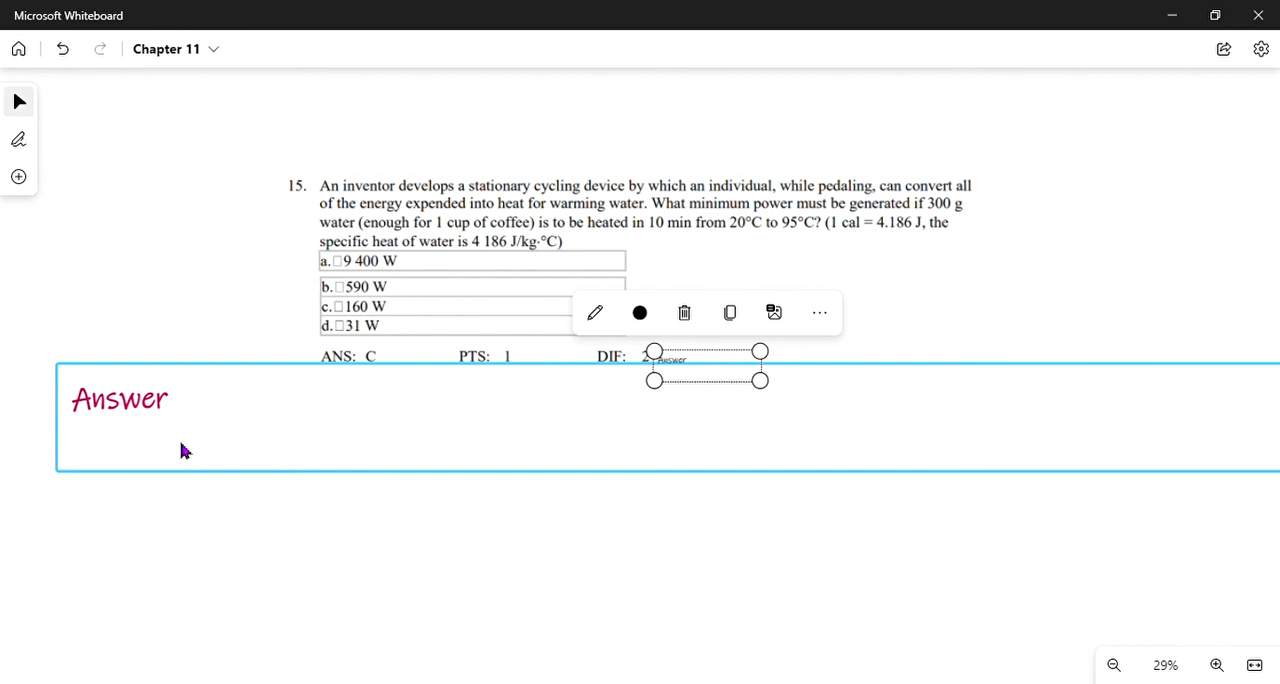 Microsoft Whiteboard
Chapter 11
15. An inventor develops a stationary cycling device by which an individual, while pedaling, can convert all
of the energy expended into heat for warming water. What minimum power must be generated if 300 g
water (enough for 1 cup of coffee) is to be heated in 10 min from 20°C to 95°C? (1 cal = 4.186 J, the
specific heat of water is 4 186 J/kg⋅°C)
a.□9 400 W
b.□590 W
c.□160 W
d.□31 W
ANS: C PTS: 1 DIF: 2 Answer
Answer
29%